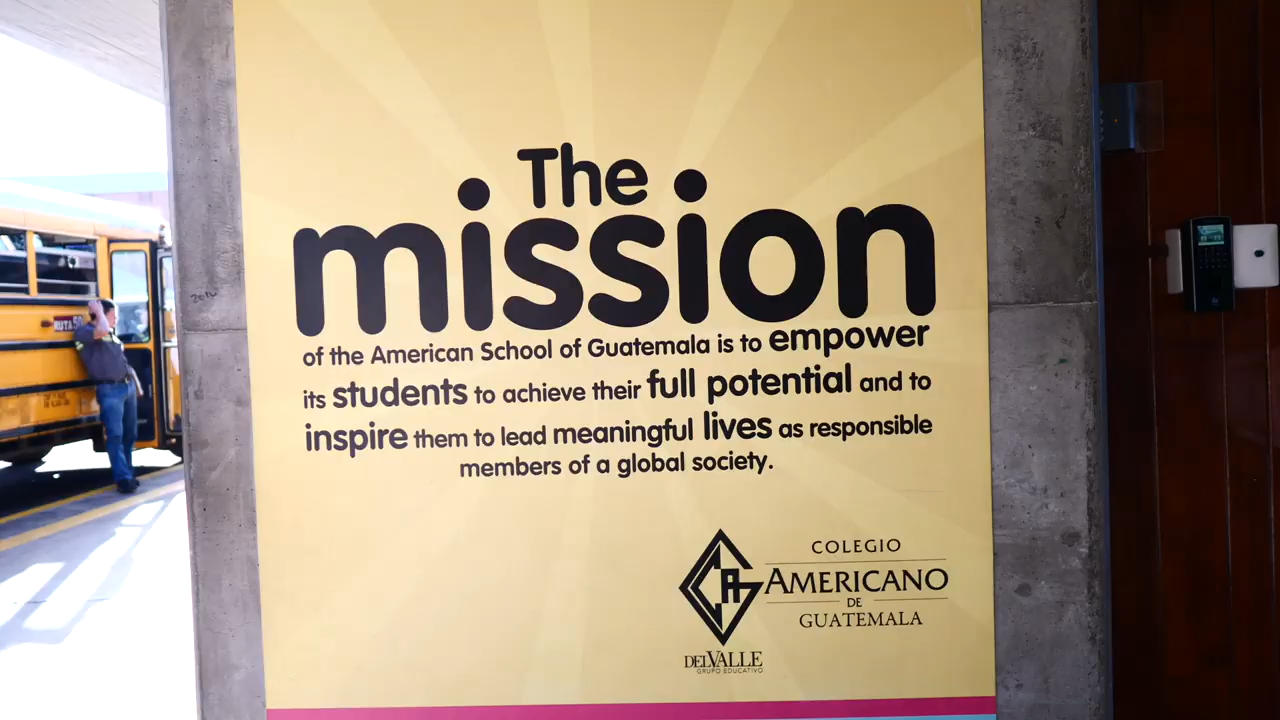 The
mission
of the American School of Guatemala is to empower
its students to achieve their full potential and to
inspire them to lead meaningful lives as responsible
members of a global society.
COLEGIO
AMERICANO
DE
GUATEMALA
DELVALLE
GRUPO EDUCATIVO
RUTA 50